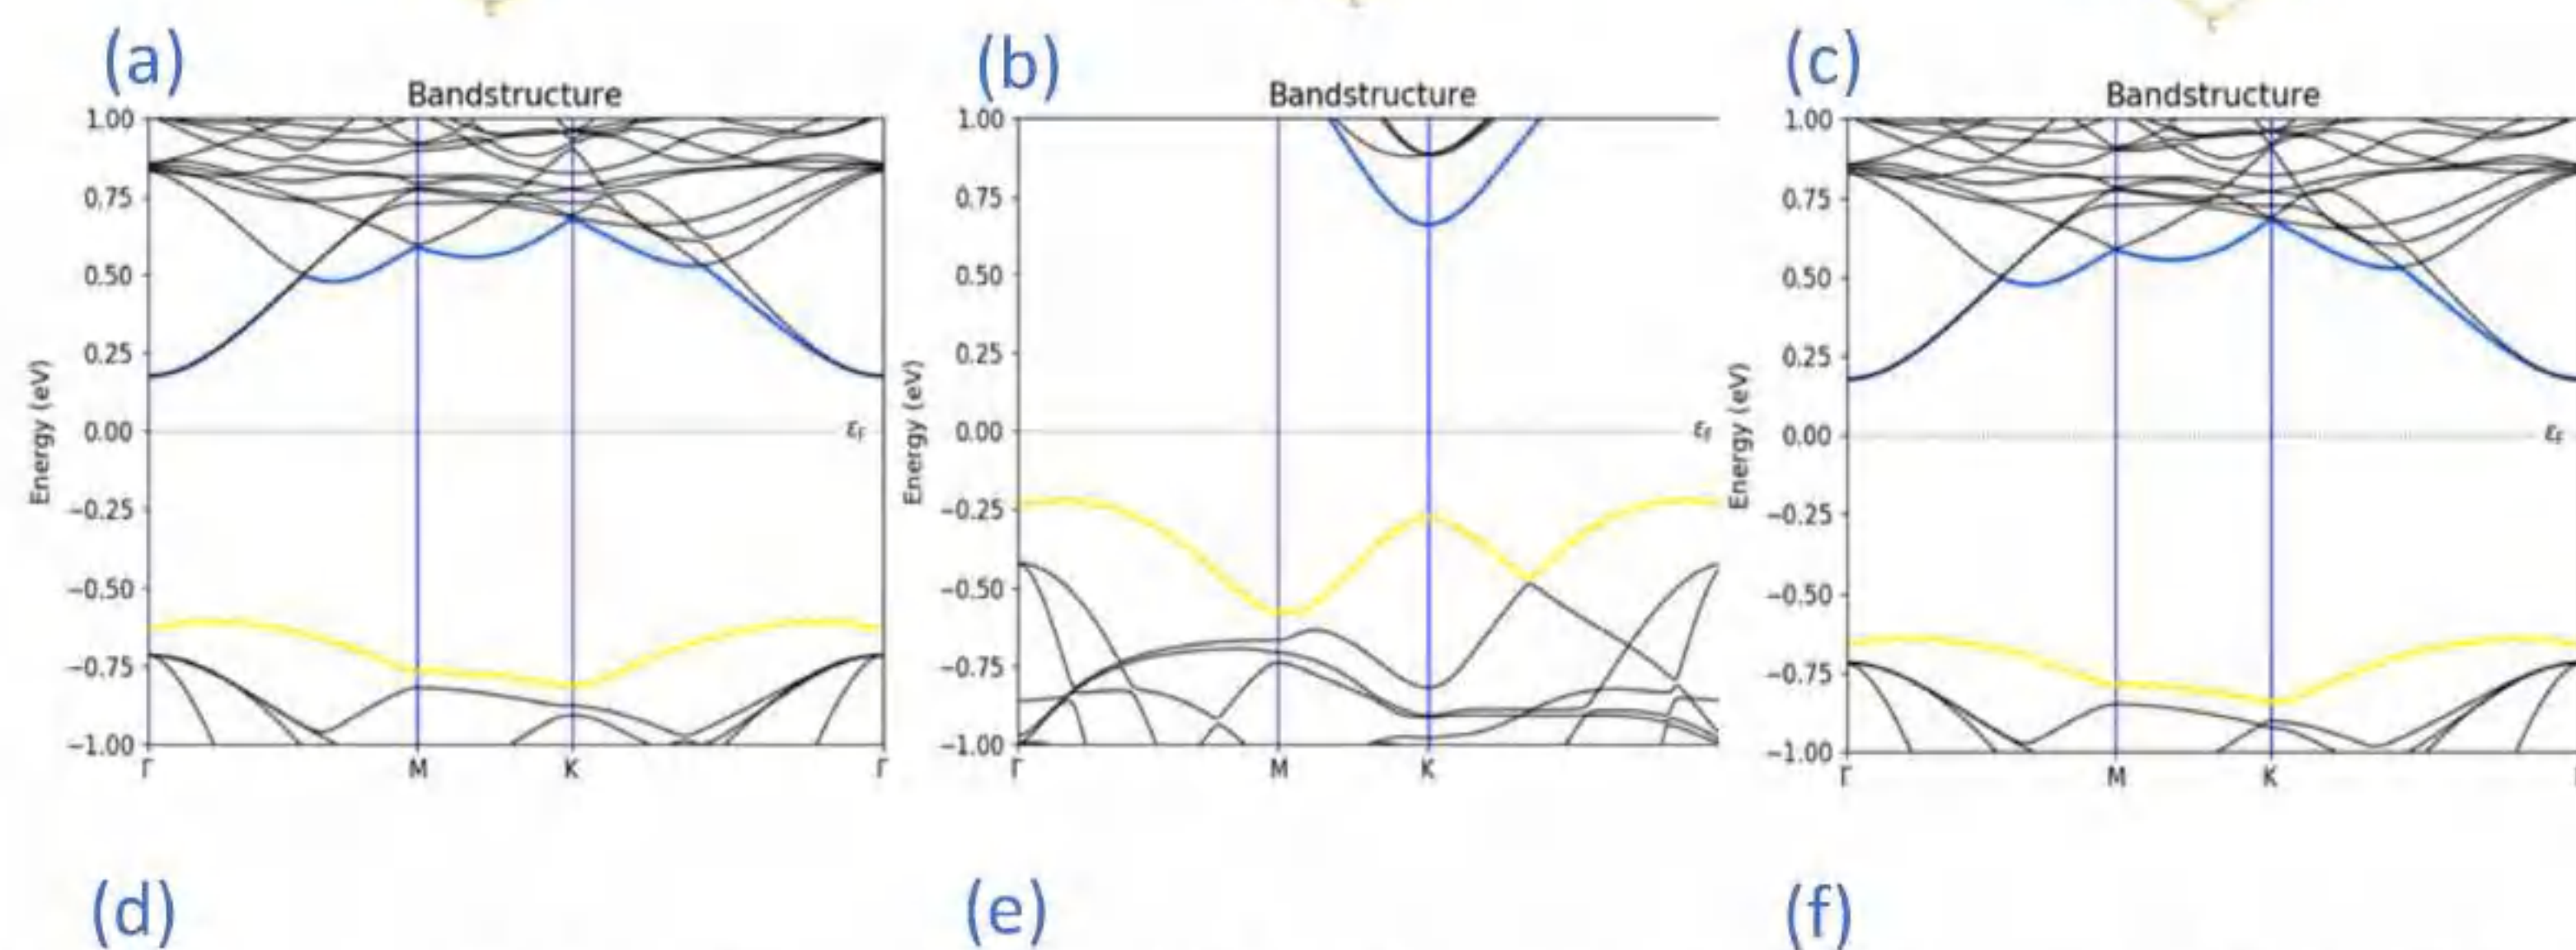 (a) (b) (c)
Bandstructure Bandstructure Bandstructure
1.00 1.00 1.00
0.75 0.75 0.75
0.50 0.50 0.50
0.25 0.25 0.25
0.00 0.00 0.00
εF εF εF
−0.25 −0.25 −0.25
−0.50 −0.50 −0.50
−0.75 −0.75 −0.75
−1.00 −1.00 −1.00
Energy (eV) Energy (eV) Energy (eV)
Γ M K Γ Γ M K Γ M K
(d) (e) (f)